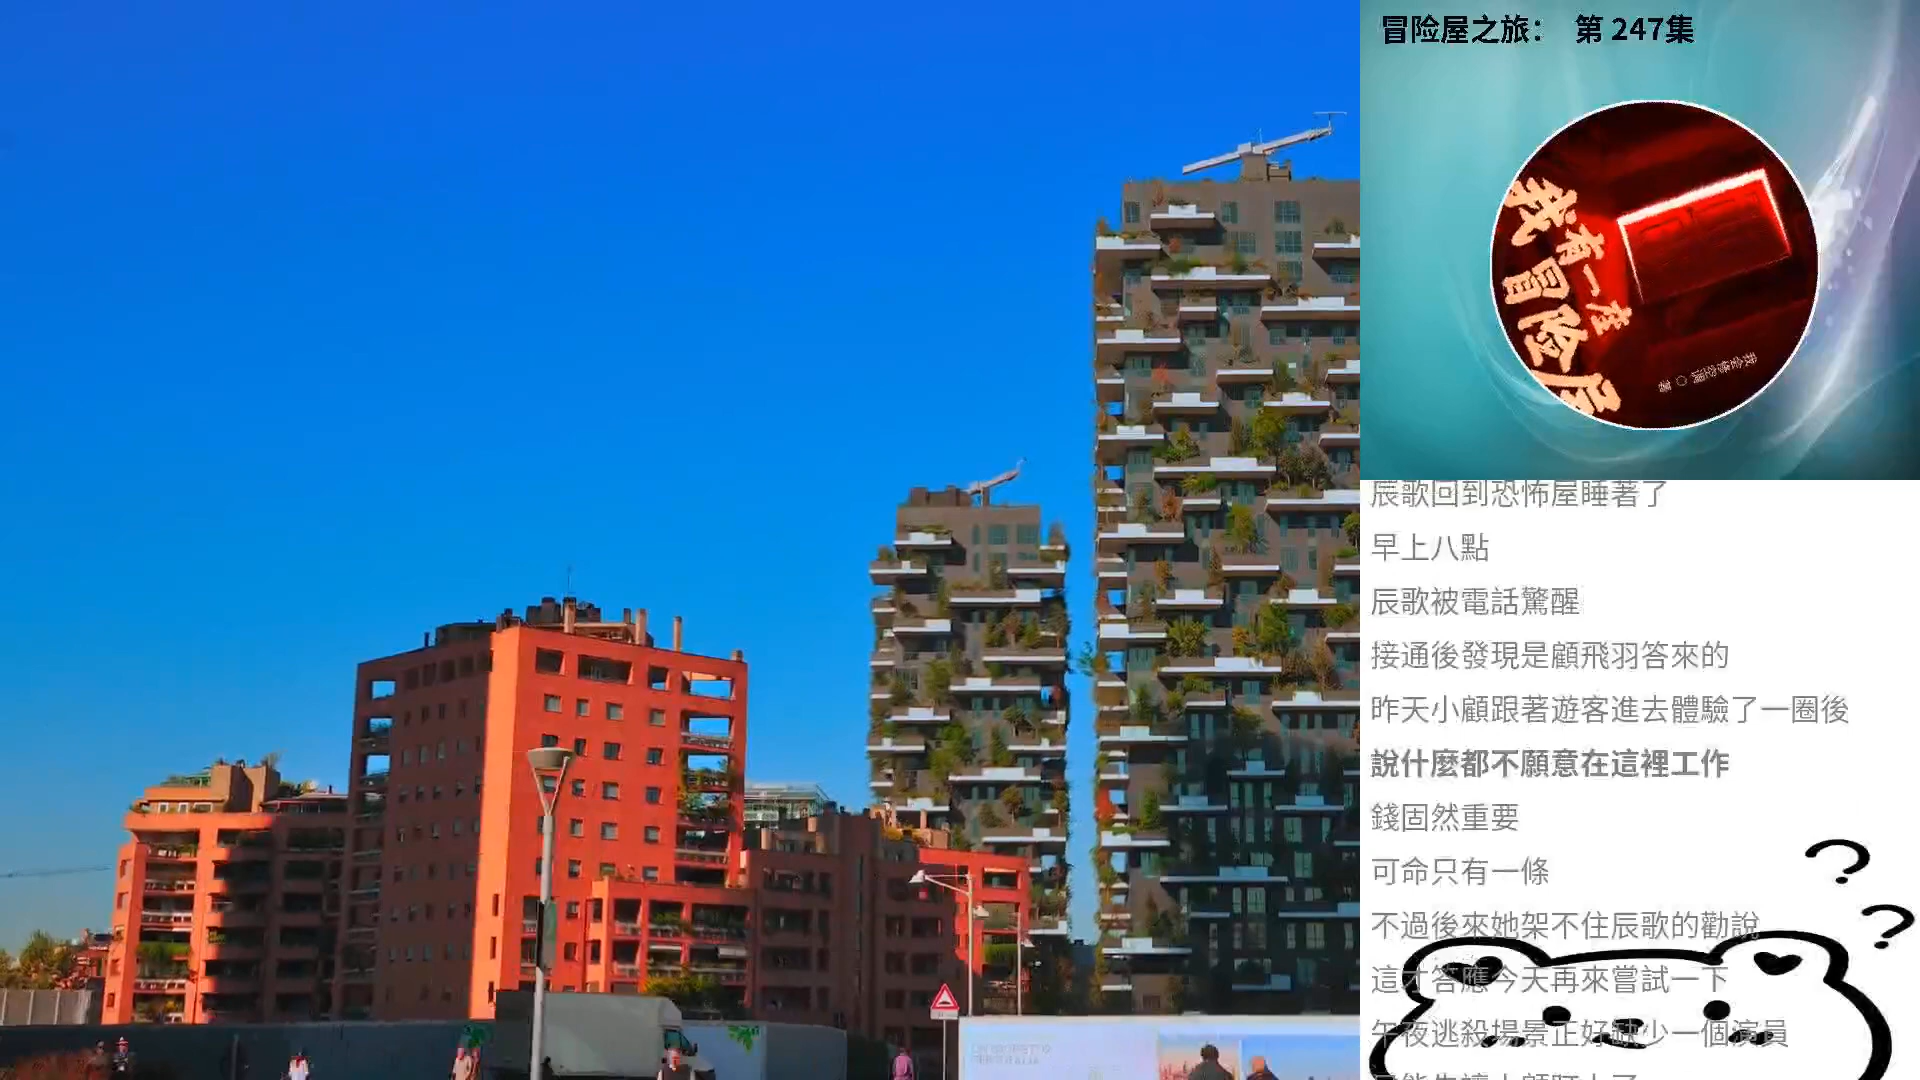 冒险屋之旅： 第 247集
我有一座
冒险屋
辰歌回到恐怖屋睡著了
早上八點
辰歌被電話驚醒
接通後發現是顧飛羽答來的
昨天小顧跟著遊客進去體驗了一圈後
說什麼都不願意在這裡工作
錢固然重要
可命只有一條
不過後來她架不住辰歌的勸說
這才答應今天再來嘗試一下
午夜逃殺場景正好缺少一個演員